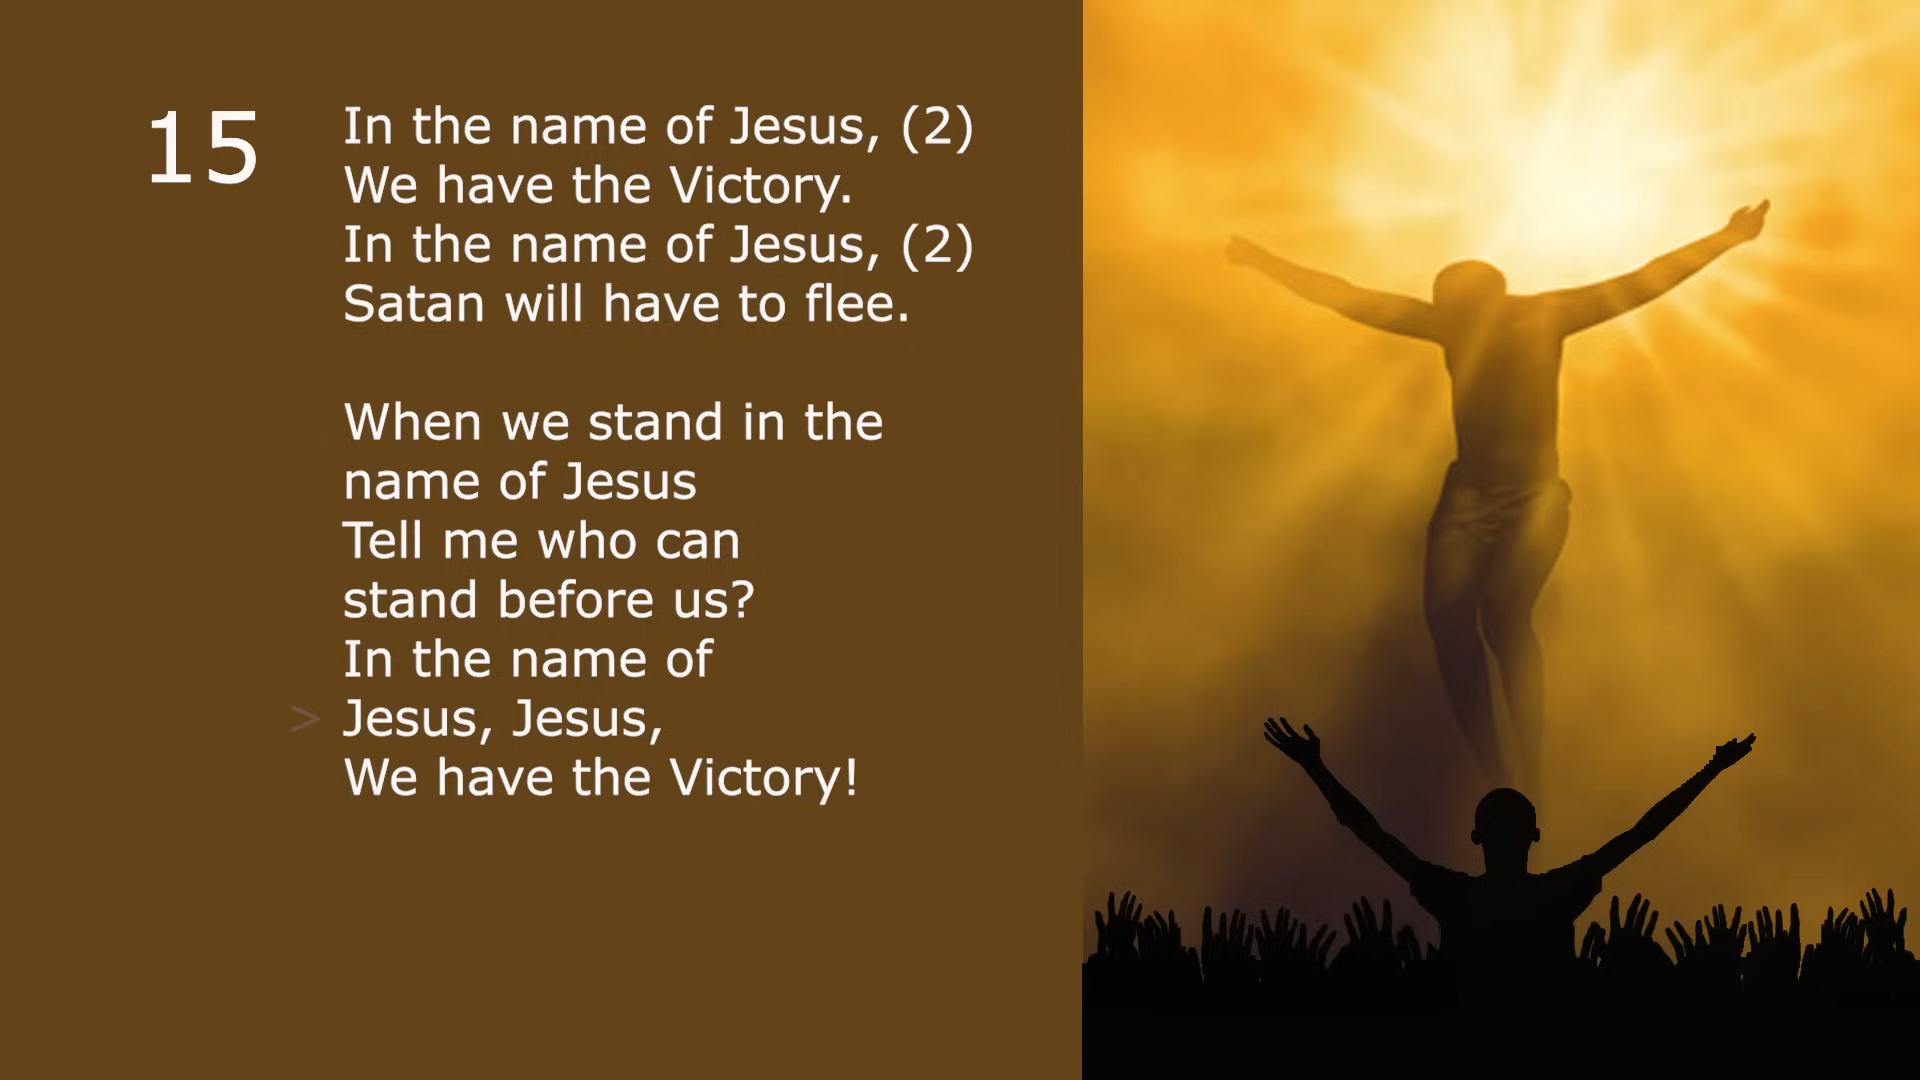 15
In the name of Jesus, (2)
We have the Victory.
In the name of Jesus, (2)
Satan will have to flee.
When we stand in the
name of Jesus
Tell me who can
stand before us?
In the name of
> Jesus, Jesus,
We have the Victory!